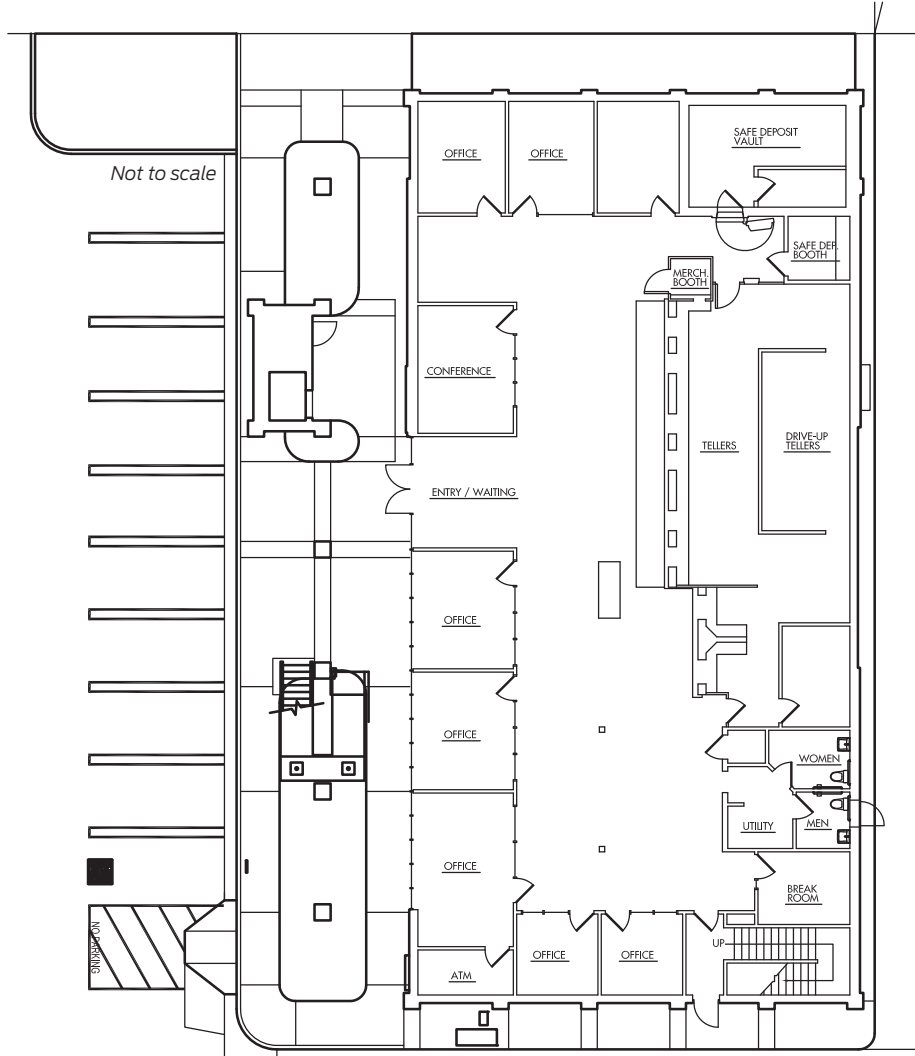 SAFE DEPOSIT
VAULT
OFFICE
OFFICE
Not to scale
SAFE DEP.
BOOTH
MERCH.
BOOTH
CONFERENCE
TELLERS
DRIVE-UP
TELLERS
ENTRY / WAITING
OFFICE
OFFICE
WOMEN
UTILITY
MEN
OFFICE
BREAK
ROOM
NO PARKING
UP
OFFICE
OFFICE
ATM